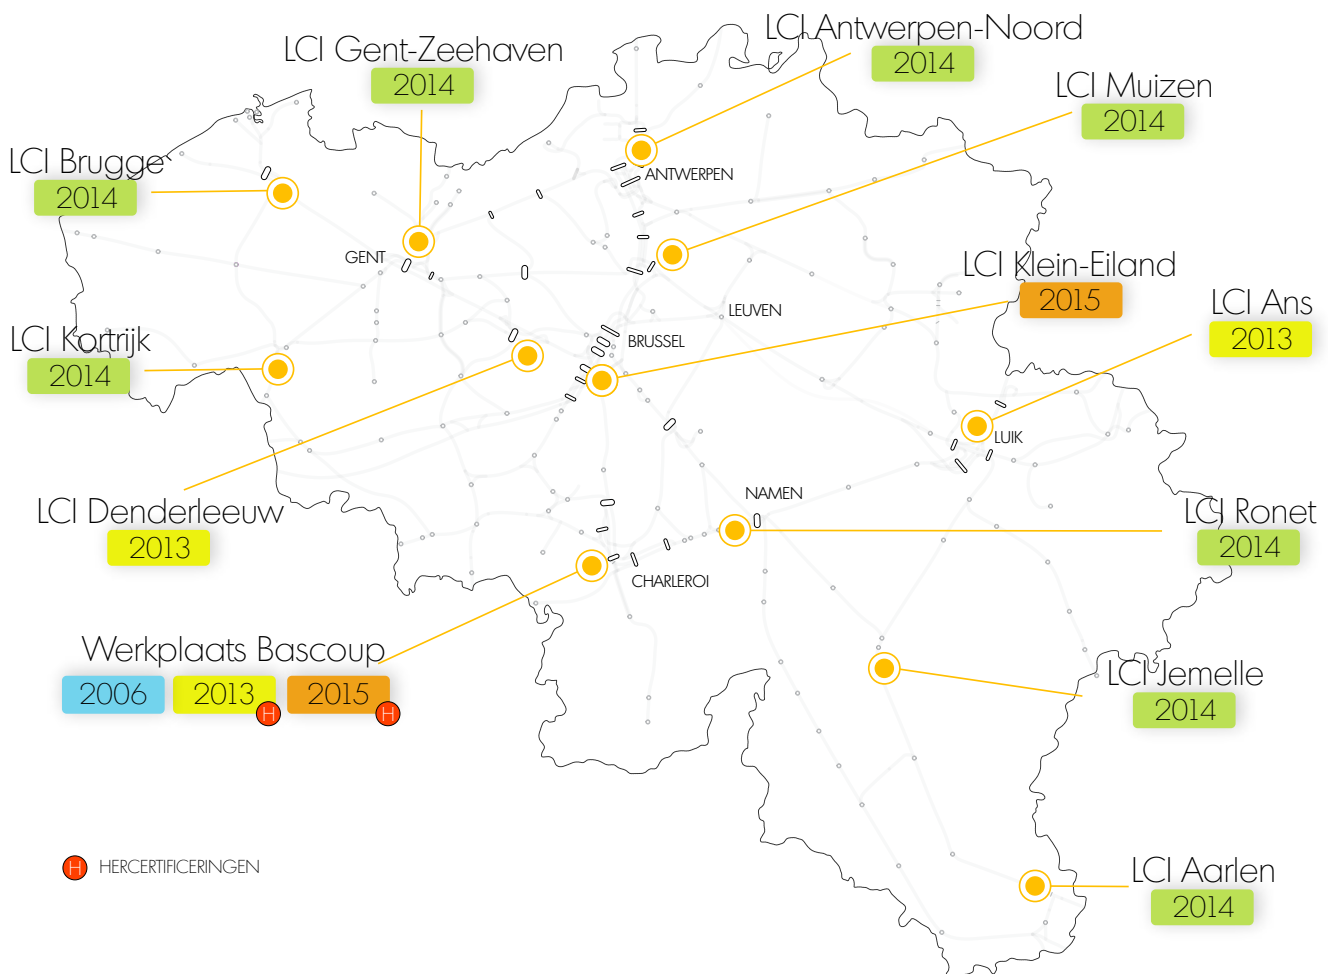 LCI Gent-Zeehaven
2014
LCI Antwerpen-Noord
2014
LCI Muizen
2014
LCI Brugge
2014
ANTWERPEN
GENT
LCI Klein-Eiland
2015
LCI Ans
2013
LEUVEN
BRUSSEL
LCI Kortrijk
2014
LUIK
LCI Denderleeuw
2013
NAMEN
LCI Ronet
2014
CHARLEROI
Werkplaats Bascoup
2006 2013 2015
H H
LCI Jemelle
2014
H HERCERTIFICERINGEN
LCI Aarlen
2014